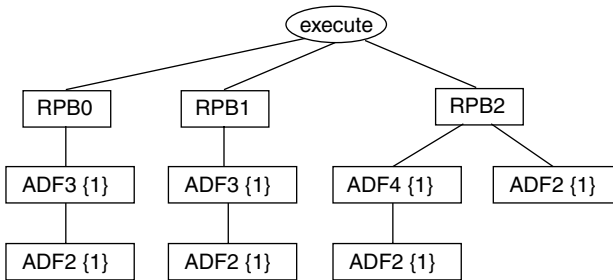 execute
RPB0 RPB1 RPB2
ADF3 {1} ADF3 {1} ADF4 {1} ADF2 {1}
ADF2 {1} ADF2 {1} ADF2 {1}